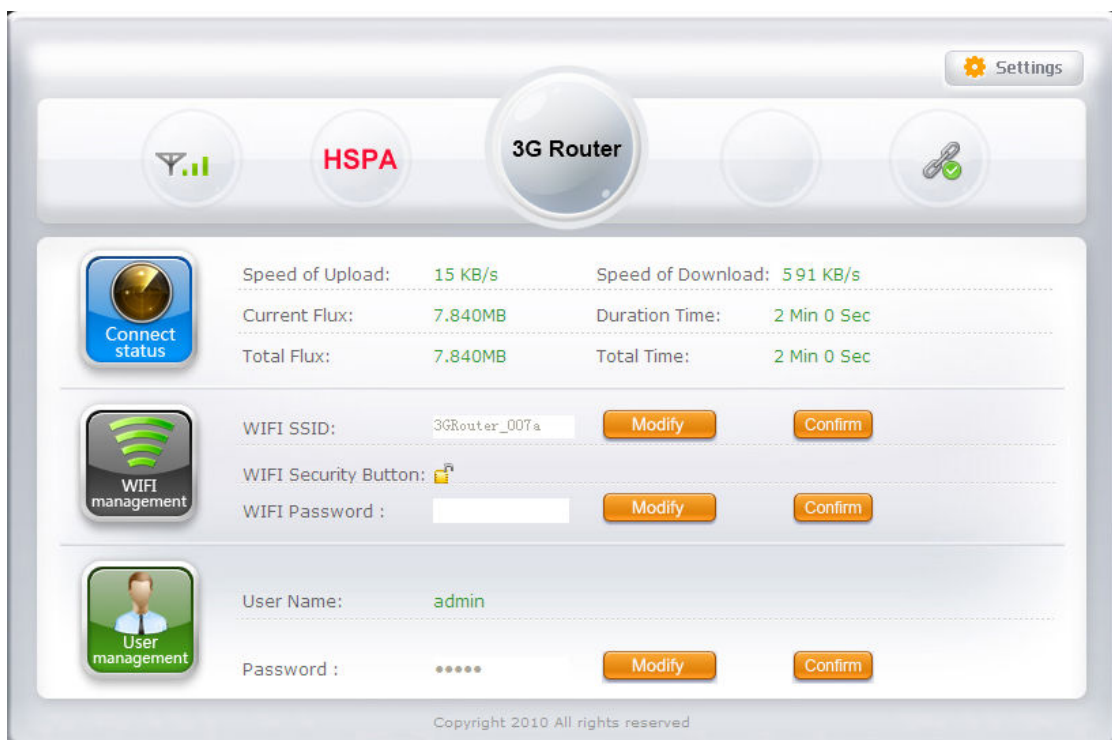 Settings
HSPA
3G Router
Connect status
Speed of Upload: 15 KB/s Speed of Download: 591 KB/s
Current Flux: 7.840MB Duration Time: 2 Min 0 Sec
Total Flux: 7.840MB Total Time: 2 Min 0 Sec
WIFI management
WIFI SSID: 3GRouter_007a Modify Confirm
WIFI Security Button:
WIFI Password : Modify Confirm
User management
User Name: admin
Password : ●●●●● Modify Confirm
Copyright 2010 All rights reserved